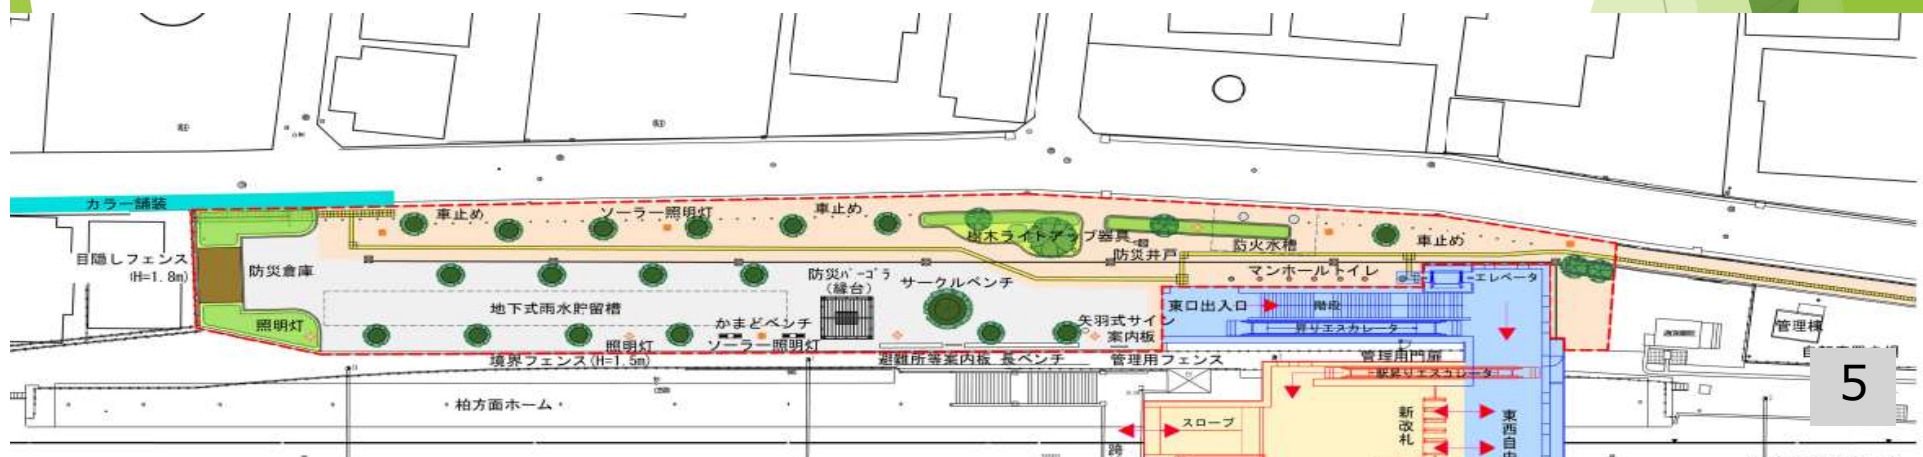 カラー舗装
車止め
ソーラー照明灯
車止め
樹木ライトアップ器具
防災井戸
防火水槽
車止め
目隠しフェンス
(H=1.8m)
防災倉庫
防災パーゴラ
(縁台)
サークルベンチ
マンホールトイレ
エレベータ
地下式雨水貯留槽
東口出入口
階段
照明灯
かまどベンチ
矢羽式サイン
昇りエスカレータ
管理棟
照明灯
ソーラー照明灯
案内板
境界フェンス(H=1.5m)
避難所等案内板
長ベンチ
管理用フェンス
管理用門扉
駅昇りエスカレータ
5
柏方面ホーム
スロープ
新改札
東西自由
跨